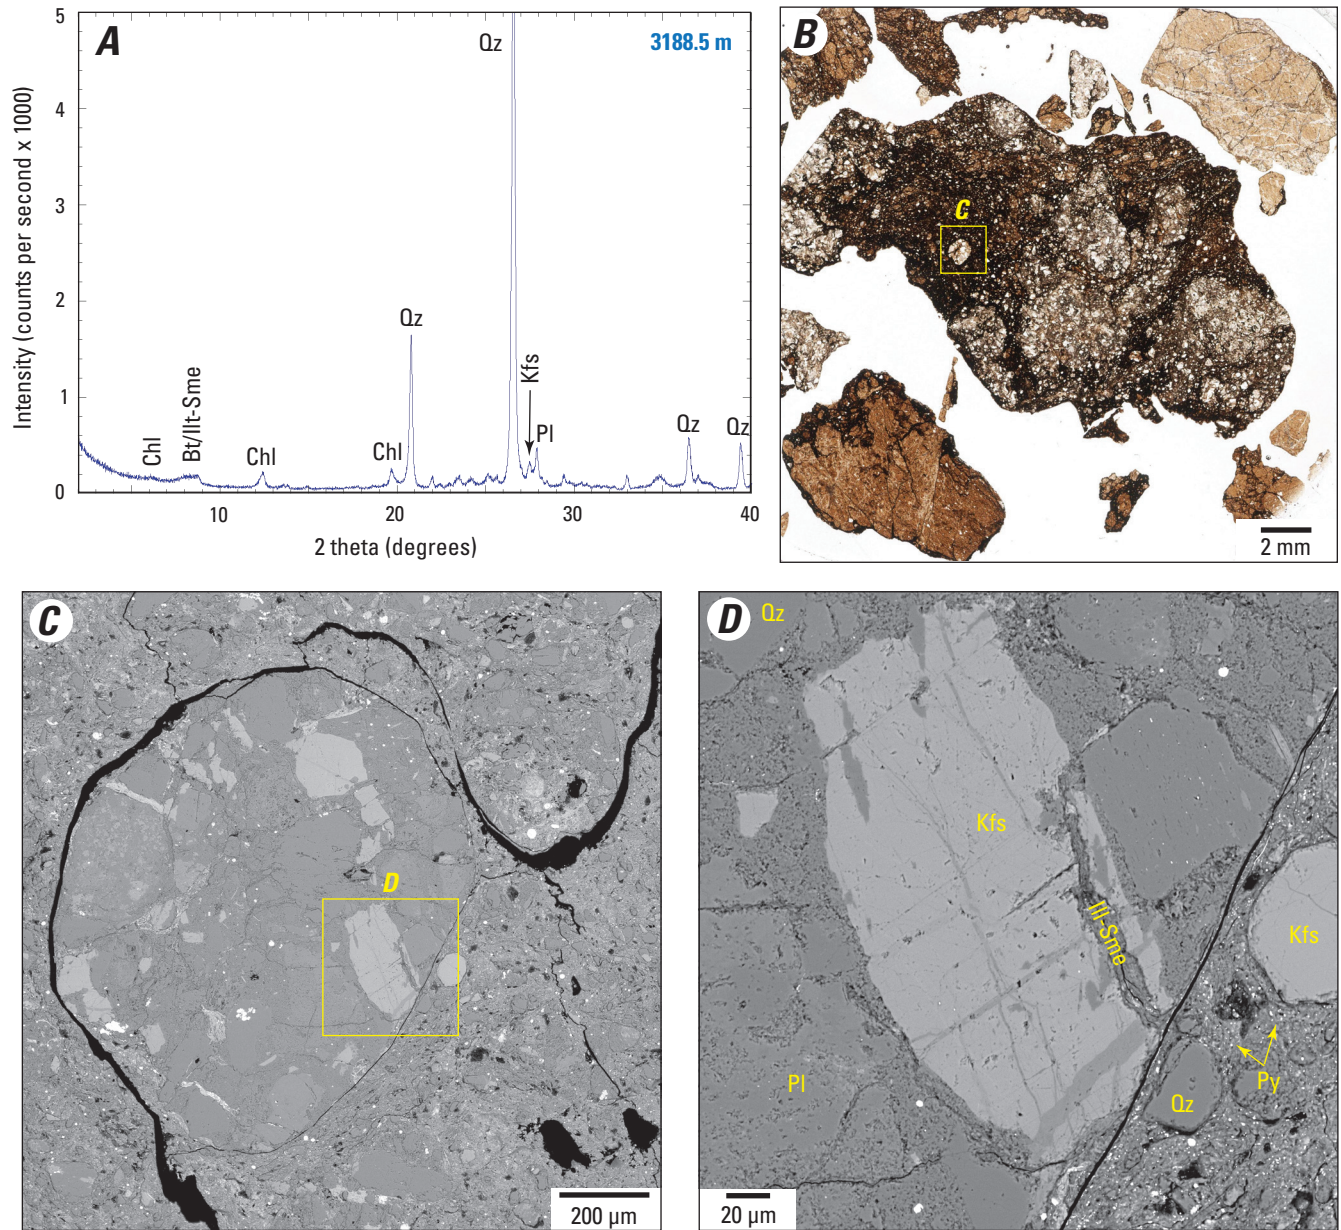 A
3188.5 m
Intensity (counts per second x 1000)
5
4
3
2
1
0
10
20
30
40
2 theta (degrees)
Chl
Bt/Ilt-Sme
Chl
Chl
Qz
Qz
Kfs
Pl
Qz
Qz
B
C
2 mm
C
D
200 µm
D
Qz
Kfs
Ill-Sme
Kfs
Pl
Py
Qz
20 µm